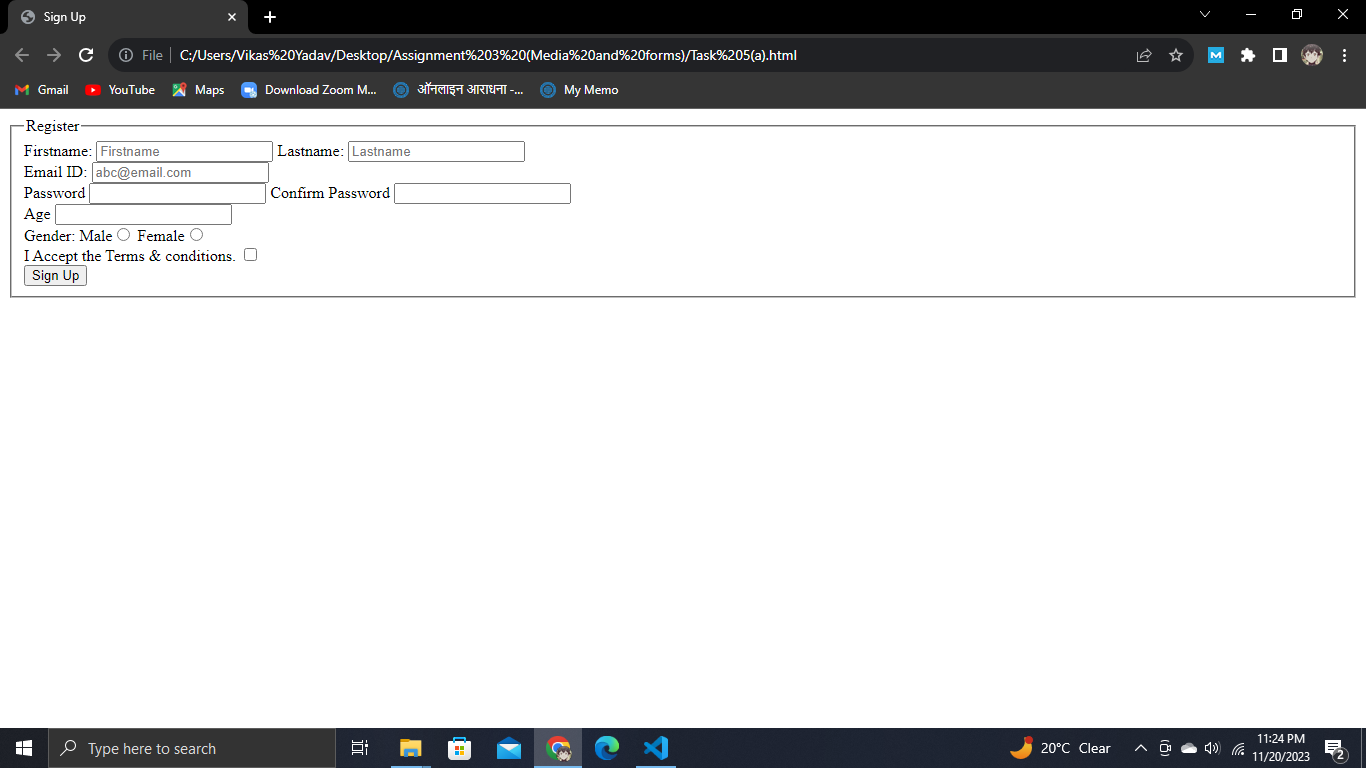 Sign Up
File C:/Users/Vikas%20Yadav/Desktop/Assignment%203%20(Media%20and%20forms)/Task%205(a).html
Gmail YouTube Maps Download Zoom M... ऑनलाइन आराधना -... My Memo
Register
Firstname: Firstname Lastname: Lastname
Email ID: abc@email.com
Password Confirm Password
Age
Gender: Male Female
I Accept the Terms & conditions.
Sign Up
Type here to search 20°C Clear 11:24 PM
11/20/2023 2